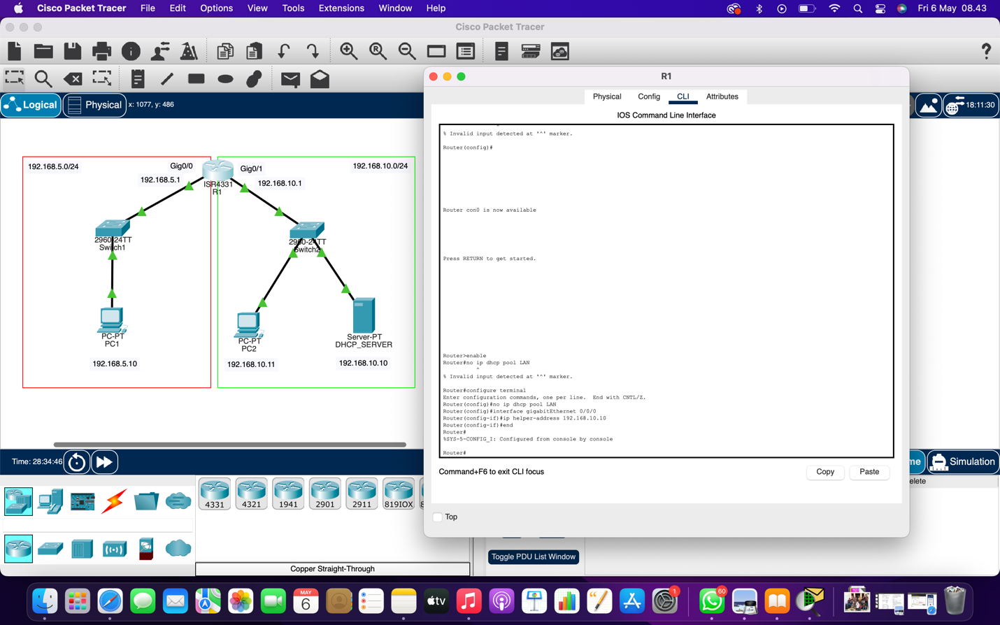 Cisco Packet Tracer File Edit Options View Tools Extensions Window Help Fri 6 May 08.43
Cisco Packet Tracer
Logical Physical x: 1077, y: 486
18:11:30
192.168.5.0/24
Gig0/0
Gig0/1
192.168.10.0/24
192.168.5.1
192.168.10.1
ISR4331
R1
2960-24TT
Switch1
2960-24TT
Switch2
PC-PT
PC1
PC-PT
PC2
Server-PT
DHCP_SERVER
192.168.5.10
192.168.10.11
192.168.10.10
R1
Physical Config CLI Attributes
IOS Command Line Interface
% Invalid input detected at '^' marker.
Router(config)#
Router con0 is now available
Press RETURN to get started.
Router>enable
Router#no ip dhcp pool LAN
^
% Invalid input detected at '^' marker.
Router#configure terminal
Enter configuration commands, one per line. End with CNTL/Z.
Router(config)#no ip dhcp pool LAN
Router(config)#interface gigabitEthernet 0/0/0
Router(config-if)#ip helper-address 192.168.10.10
Router(config-if)#end
Router#
%SYS-5-CONFIG_I: Configured from console by console
Router#
Command+F6 to exit CLI focus
Copy Paste
Top
Time: 28:34:46
me Simulation
elete
4331 4321 1941 2901 2911 819IOX 8
Toggle PDU List Window
Copper Straight-Through
MAY
6
tv
1
60